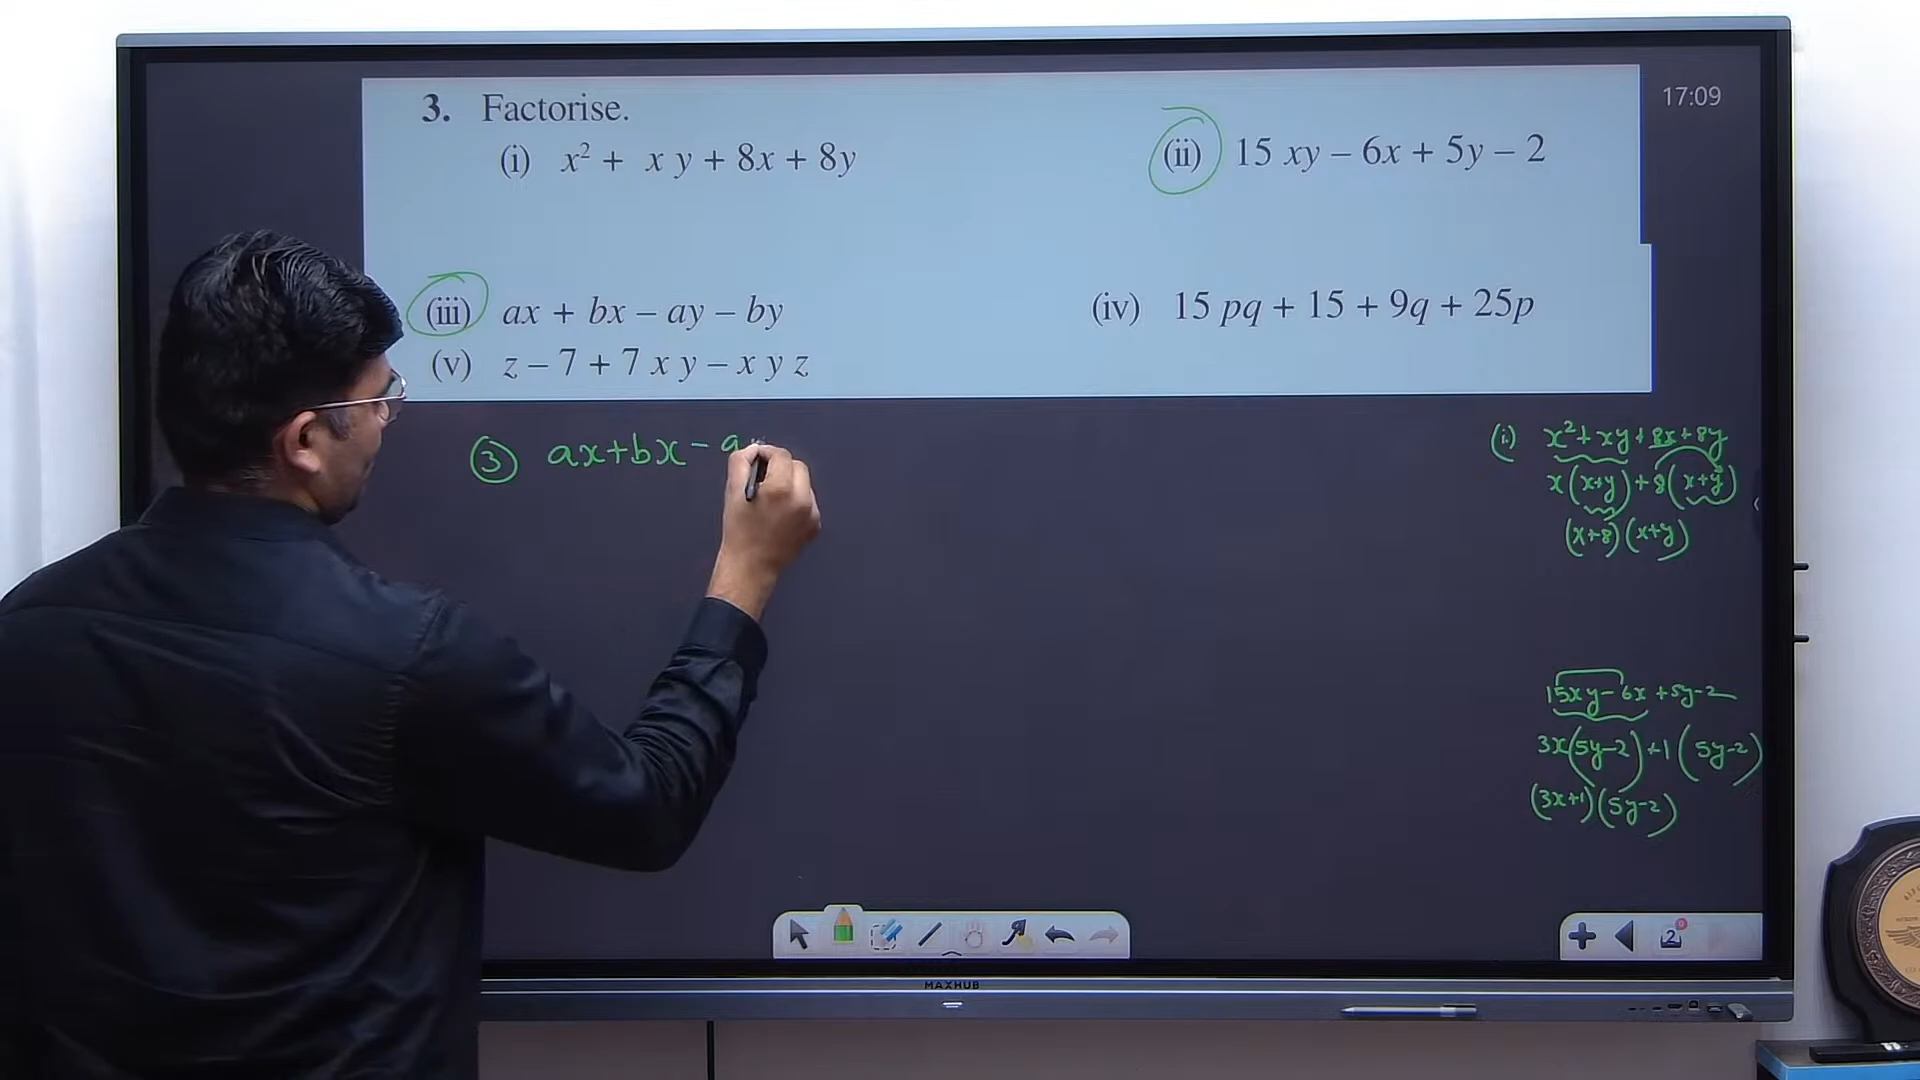 17:09
3. Factorise.
(i) x² + x y + 8x + 8y
(ii) 15 xy – 6x + 5y – 2
(iii) ax + bx – ay – by
(iv) 15 pq + 15 + 9q + 25p
(v) z – 7 + 7 x y – x y z
③ ax+bx-a
(i) x²+xy+8x+8y
x(x+y)+8(x+y)
(x+8)(x+y)
15xy-6x+5y-2
3x(5y-2)+1(5y-2)
(3x+1)(5y-2)
2
MAXHUB